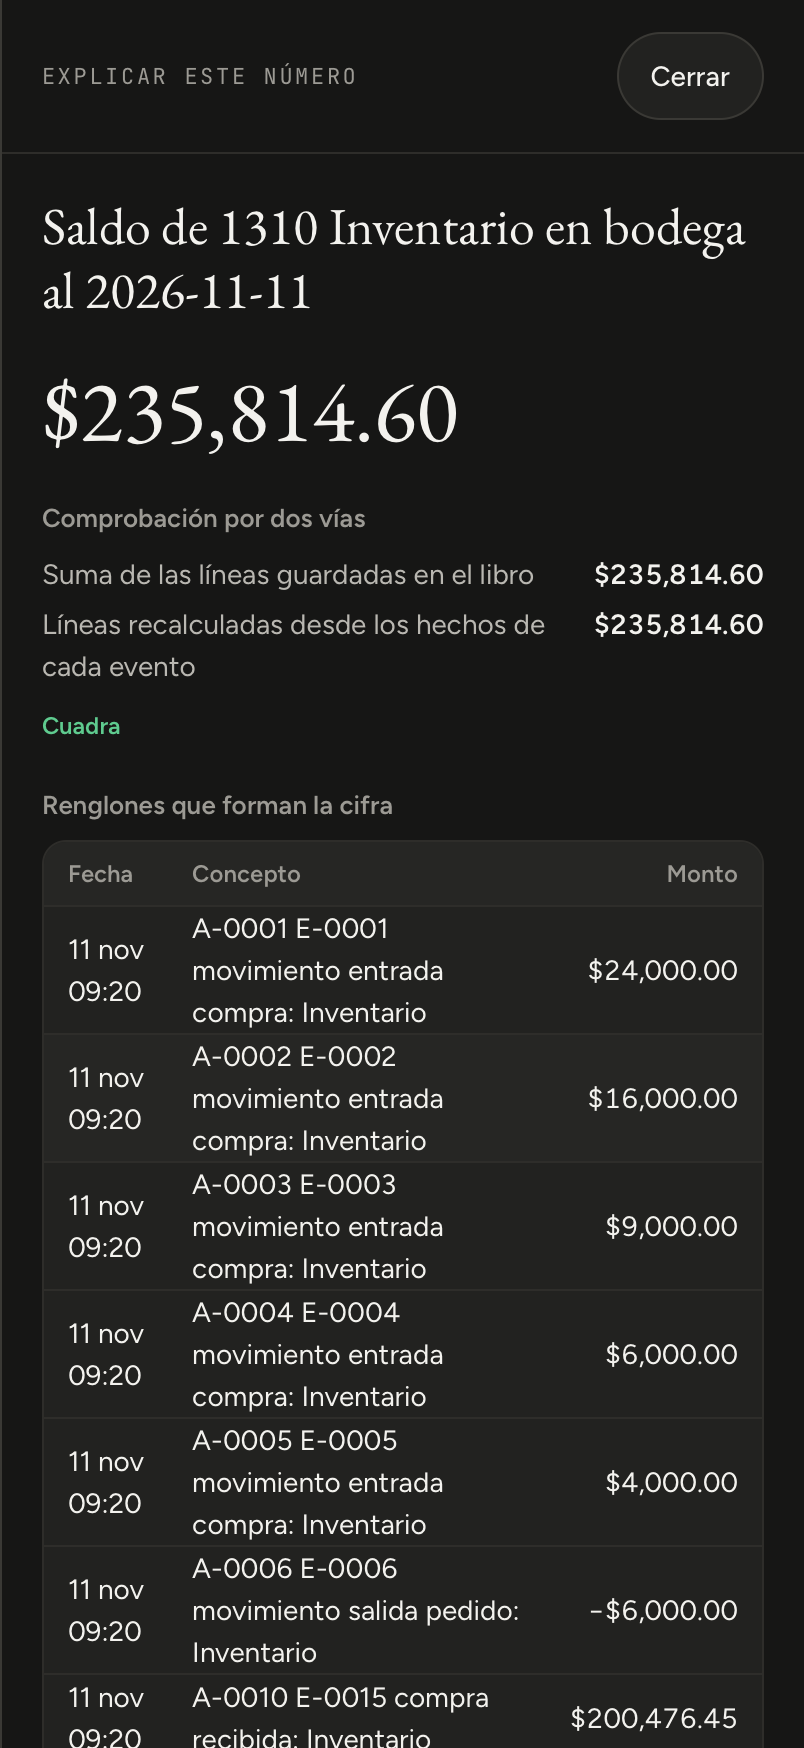 EXPLICAR ESTE NÚMERO
Cerrar
Saldo de 1310 Inventario en bodega
al 2026-11-11
$235,814.60
Comprobación por dos vías
Suma de las líneas guardadas en el libro $235,814.60
Líneas recalculadas desde los hechos de $235,814.60
cada evento
Cuadra
Renglones que forman la cifra
Fecha Concepto Monto
11 nov
09:20
A-0001 E-0001
movimiento entrada
compra: Inventario
$24,000.00
11 nov
09:20
A-0002 E-0002
movimiento entrada
compra: Inventario
$16,000.00
11 nov
09:20
A-0003 E-0003
movimiento entrada
compra: Inventario
$9,000.00
11 nov
09:20
A-0004 E-0004
movimiento entrada
compra: Inventario
$6,000.00
11 nov
09:20
A-0005 E-0005
movimiento entrada
compra: Inventario
$4,000.00
11 nov
09:20
A-0006 E-0006
movimiento salida pedido:
Inventario
−$6,000.00
11 nov
09:20
A-0010 E-0015 compra
recibida: Inventario
$200,476.45